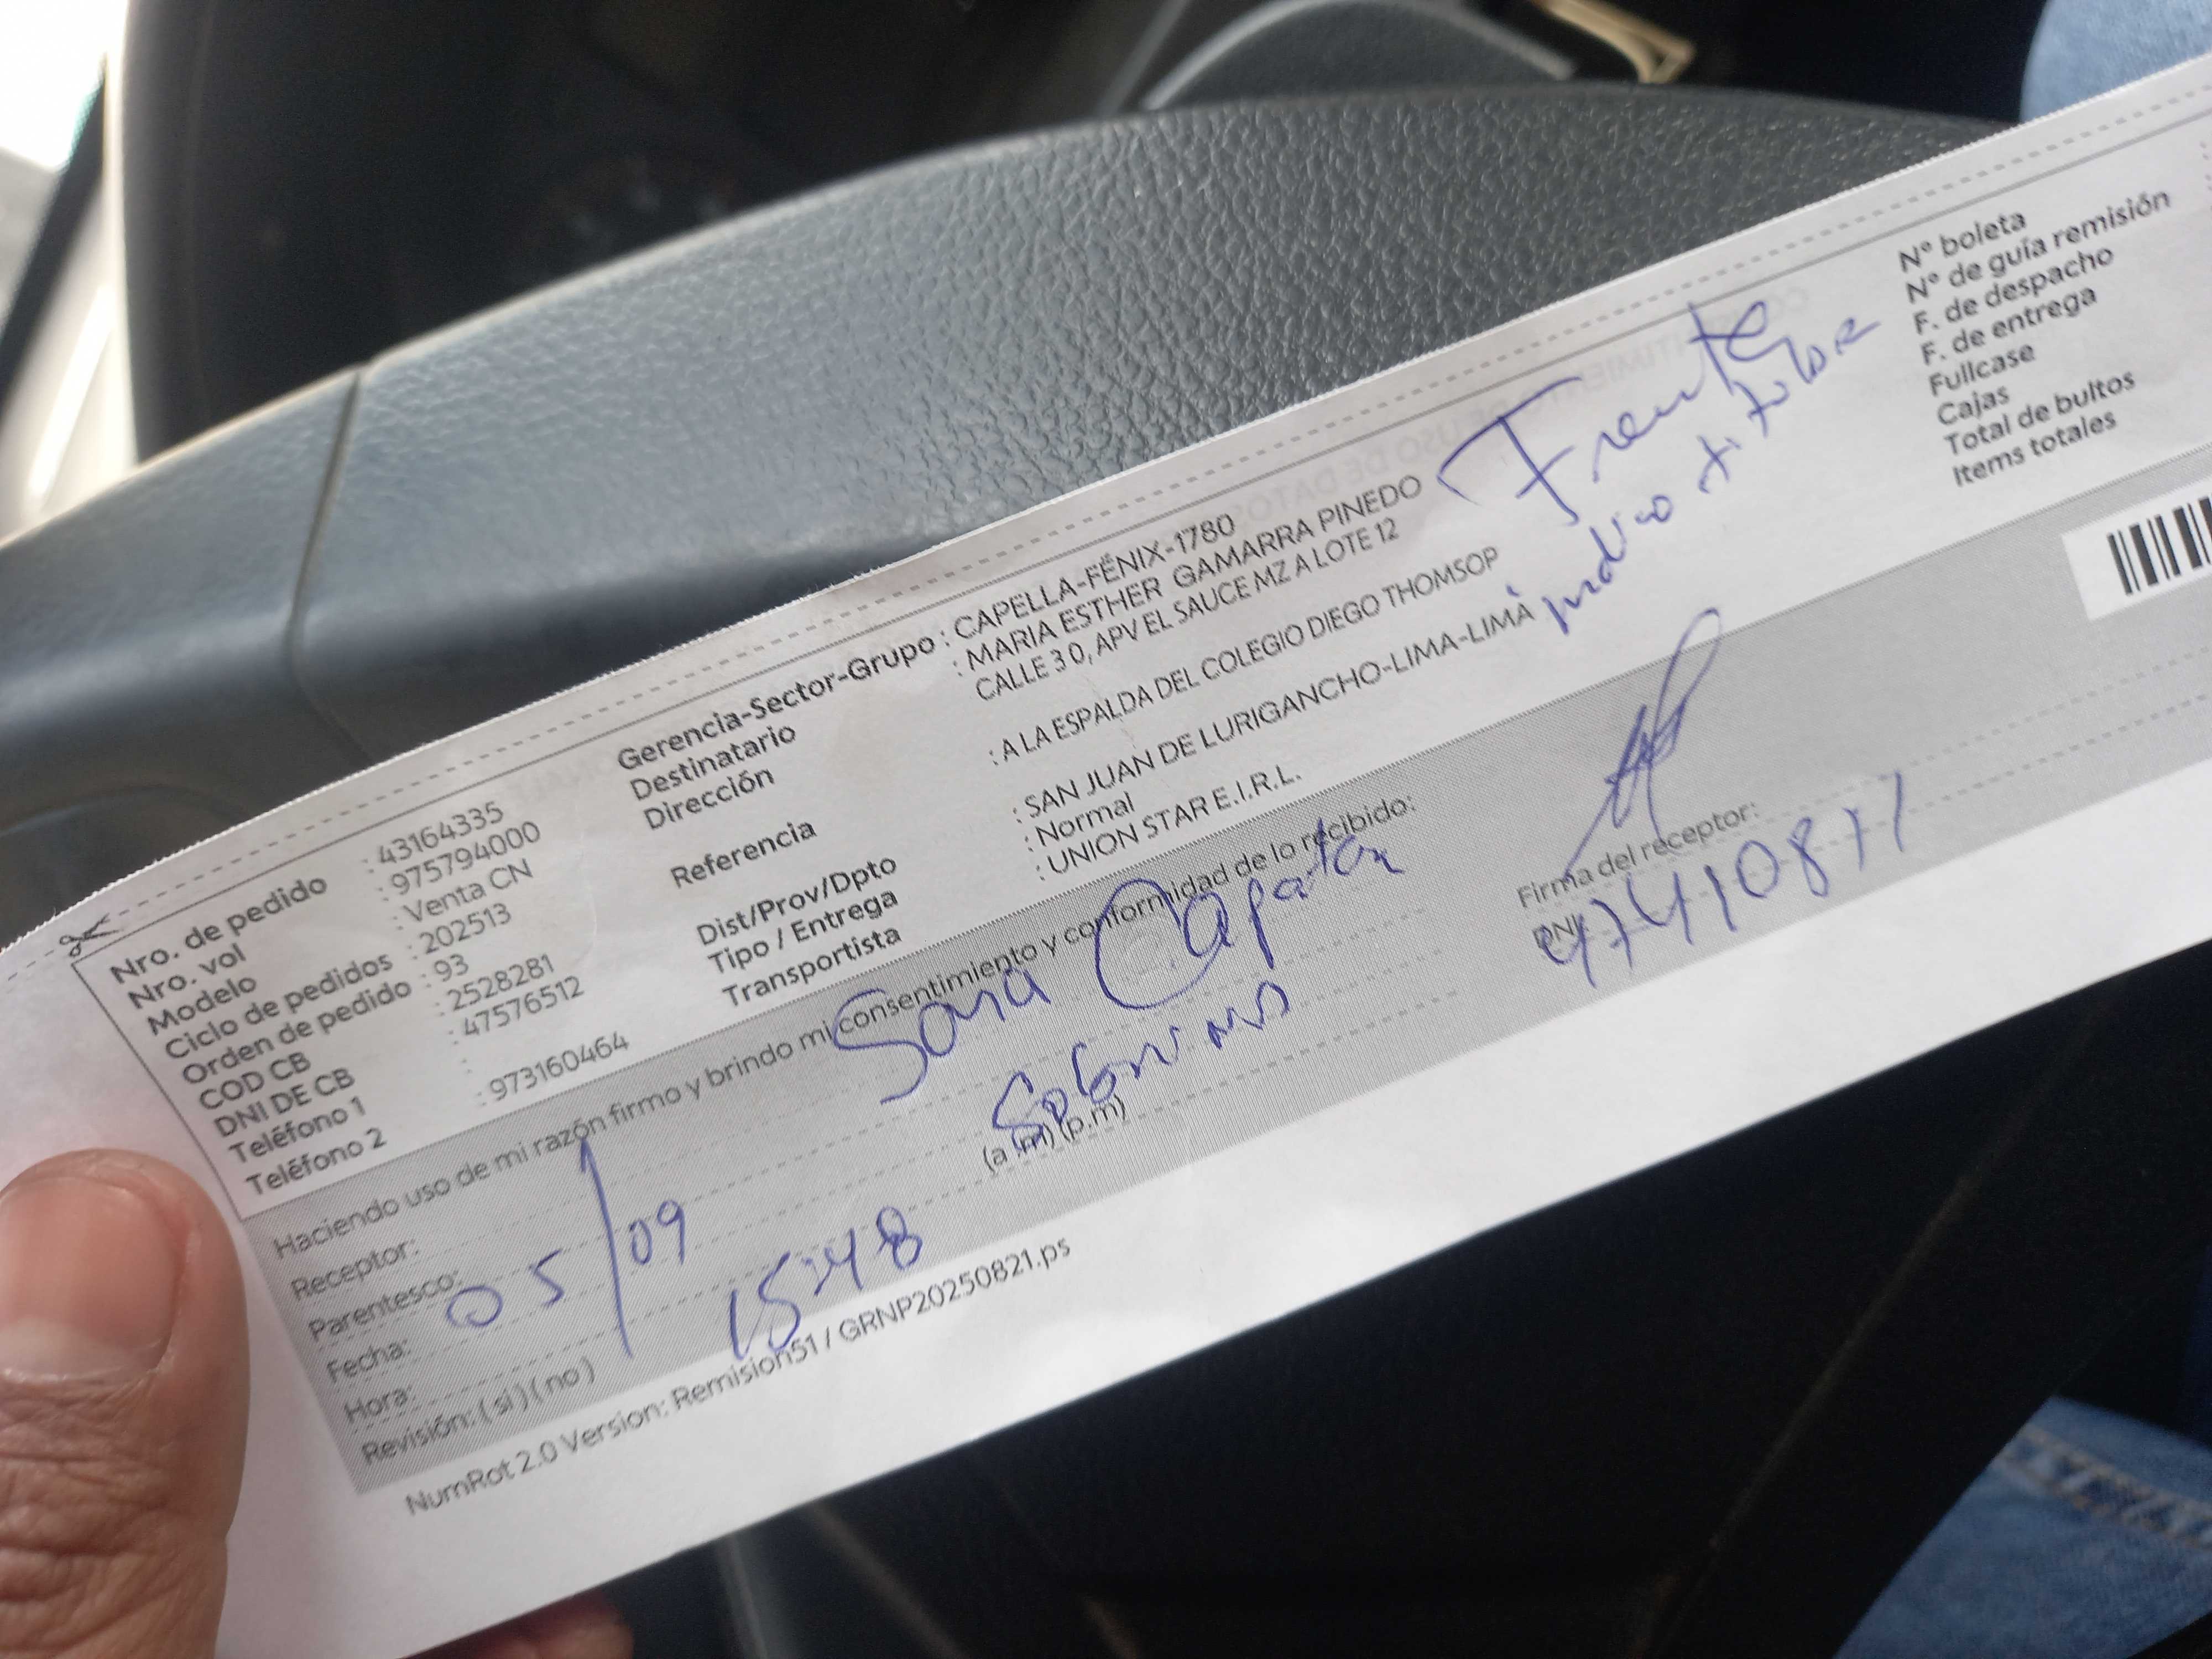 Nro. de pedido : 43164335
Nro. vol : 975794000
Modelo : Venta CN
Ciclo de pedidos : 202513
Orden de pedido : 93
COD CB : 2528281
DNI DE CB : 47576512
Teléfono 1 :
Teléfono 2 : 973160464
Gerencia-Sector-Grupo : CAPELLA-FÉNIX-1780
Destinatario : MARIA ESTHER GAMARRA PINEDO
Dirección CALLE 3 0, APV EL SAUCE MZ A LOTE 12
Referencia : A LA ESPALDA DEL COLEGIO DIEGO THOMSOP
Dist/Prov/Dpto : SAN JUAN DE LURIGANCHO-LIMA-LIMA
Tipo / Entrega : Normal
Transportista : UNION STAR E.I.R.L.
Frente
indico titular
N° boleta
N° de guía remisión
F. de despacho
F. de entrega
Fullcase
Cajas
Total de bultos
Items totales
Haciendo uso de mi razón firmo y brindo mi consentimiento y conformidad de lo recibido:
Receptor: Sona
Parentesco:
Fecha: 05/09
Hora: 15:48 (a.m) (p.m)
Revisión: ( si ) ( no )
Firma del receptor:
DNI:
NumRot 2.0 Version: Remision51 / GRNP20250821.ps